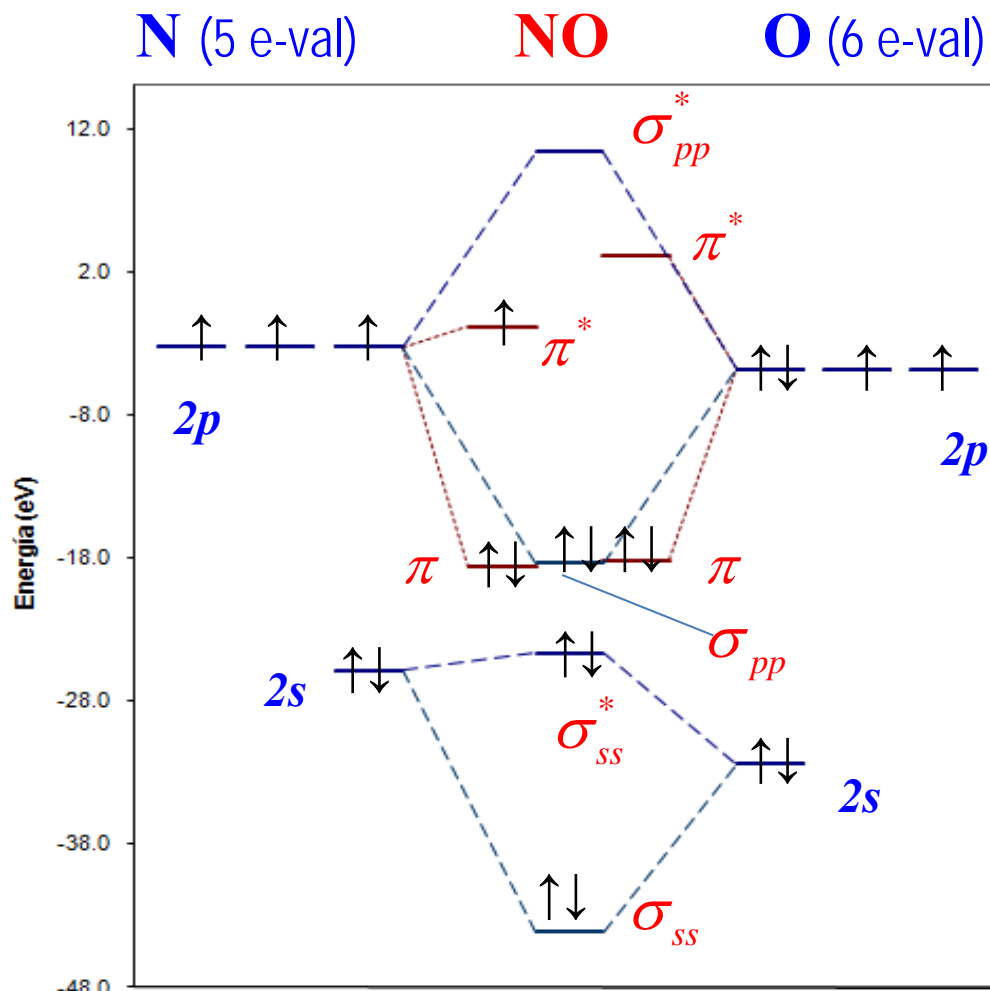 N (5 e-val) NO O (6 e-val)
12.0
σ*pp
2.0
π*
π*
2p
-8.0
2p
Energía (eV)
-18.0
π
π
σpp
2s
-28.0
σ*ss
2s
-38.0
σss
-48.0